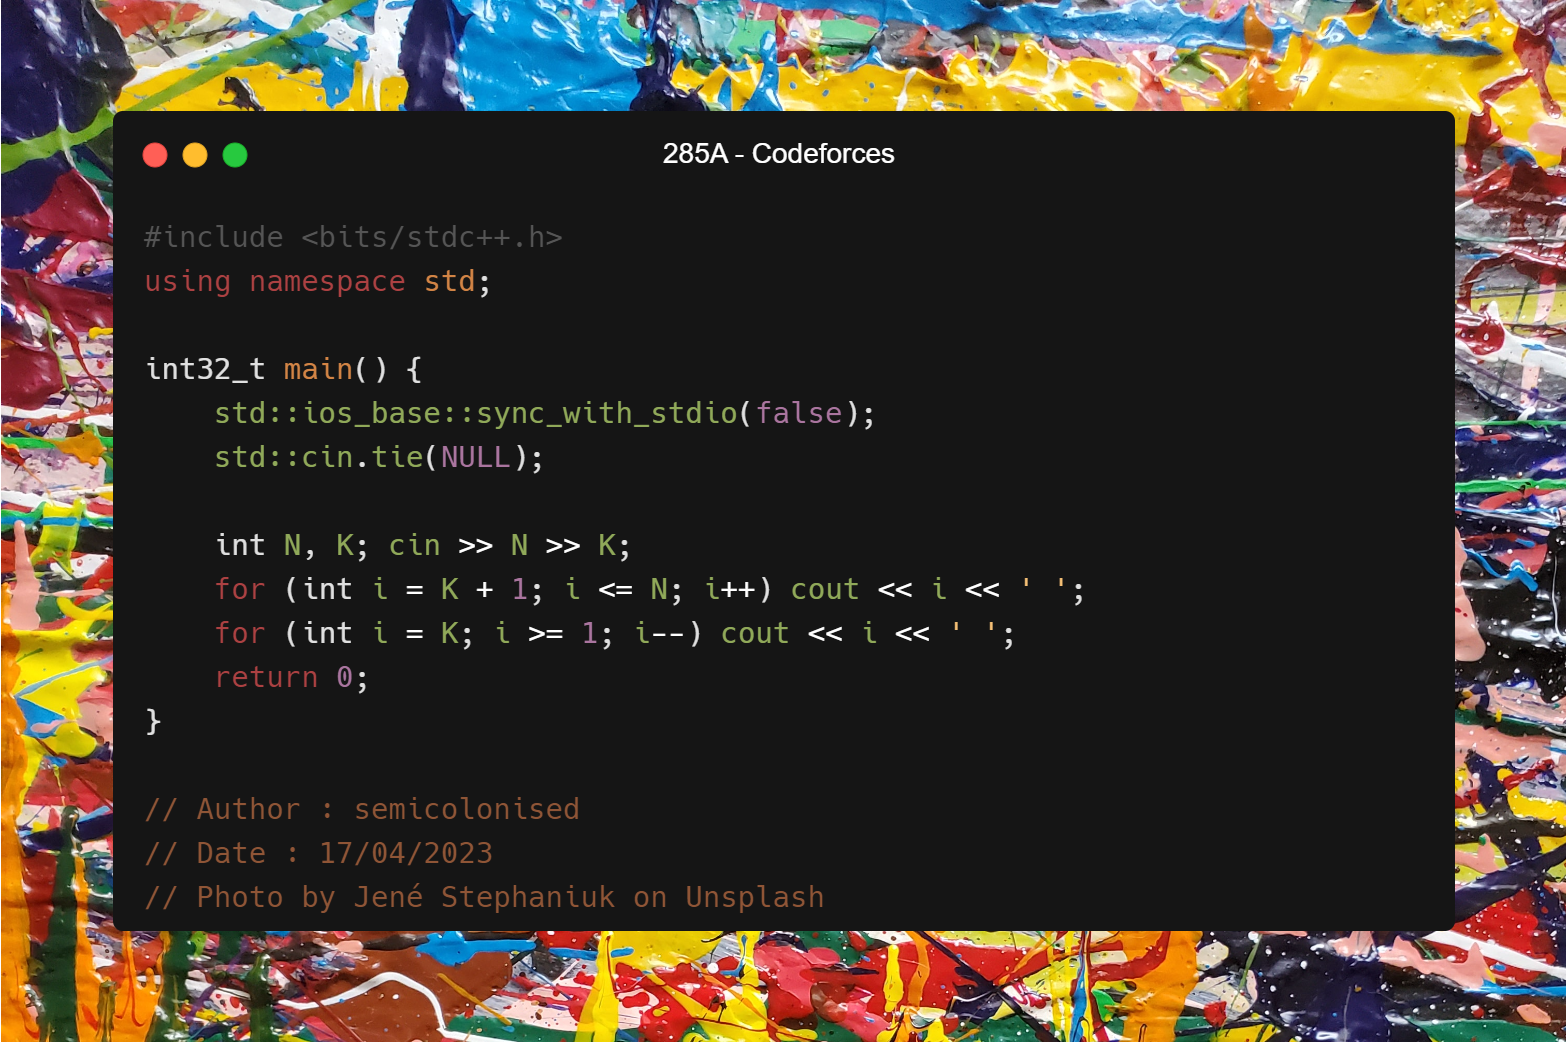 285A - Codeforces
#include <bits/stdc++.h>
using namespace std;
int32_t main() {
    std::ios_base::sync_with_stdio(false);
    std::cin.tie(NULL);
    int N, K; cin >> N >> K;
    for (int i = K + 1; i <= N; i++) cout << i << ' ';
    for (int i = K; i >= 1; i--) cout << i << ' ';
    return 0;
}
// Author : semicolonised
// Date : 17/04/2023
// Photo by Jené Stephaniuk on Unsplash